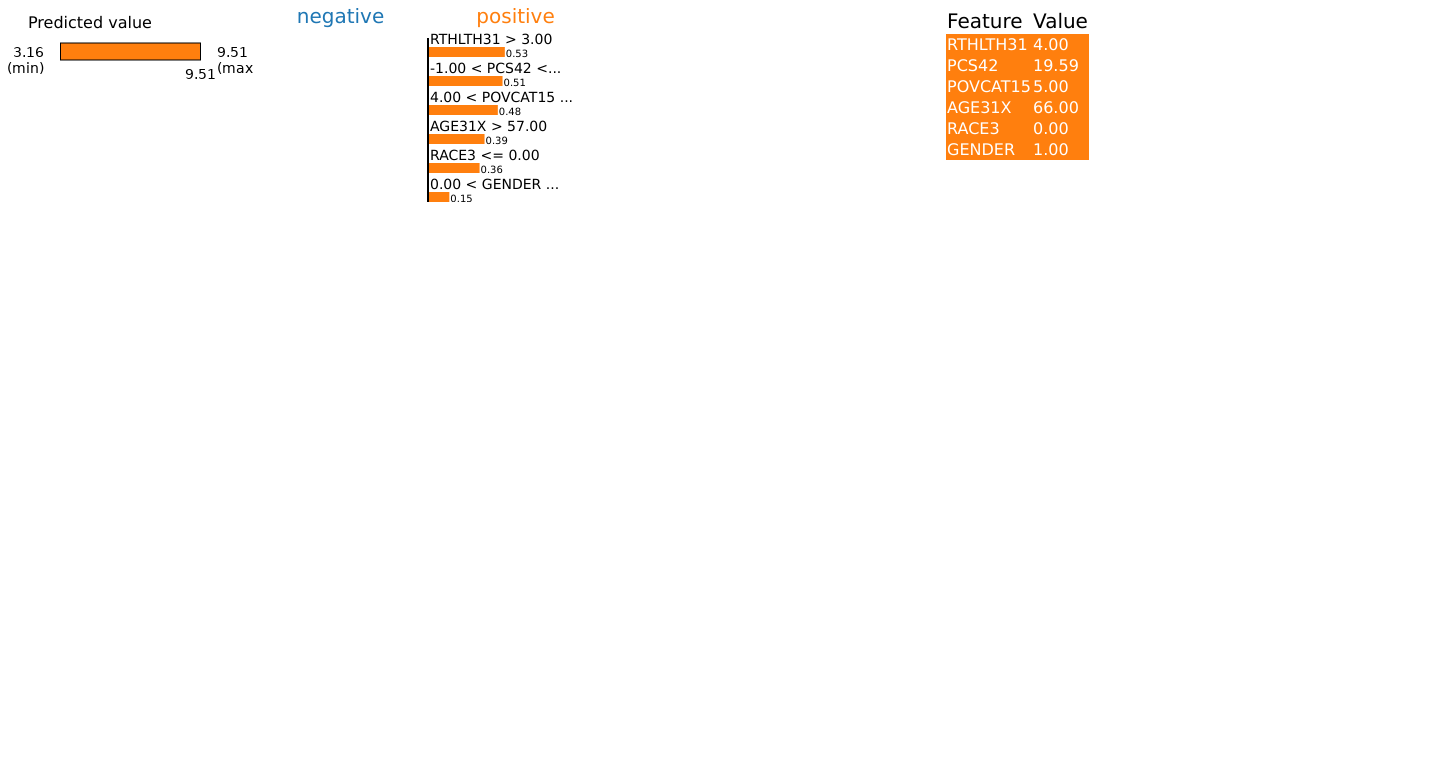 Predicted value
3.16
(min)
9.51
(max
9.51
negative
positive
RTHLTH31 > 3.00
0.53
-1.00 < PCS42 <...
0.51
4.00 < POVCAT15 ...
0.48
AGE31X > 57.00
0.39
RACE3 <= 0.00
0.36
0.00 < GENDER ...
0.15
Feature Value
RTHLTH31 4.00
PCS42 19.59
POVCAT15 5.00
AGE31X 66.00
RACE3 0.00
GENDER 1.00